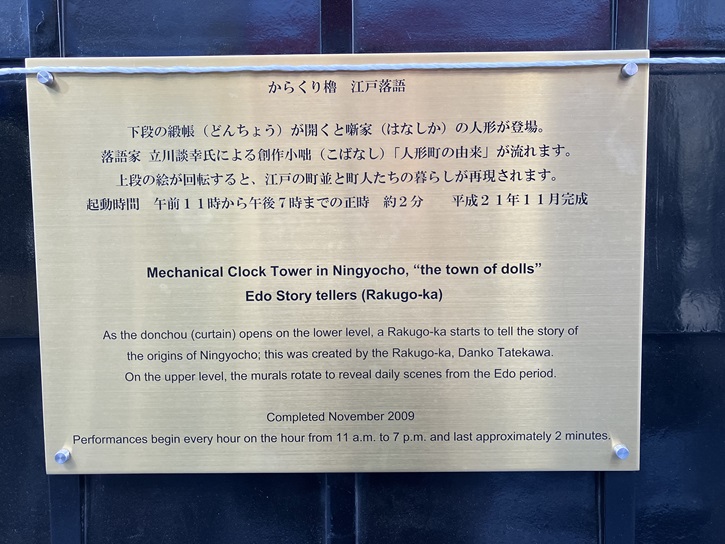 からくり櫓　江戸落語
下段の緞帳（どんちょう）が開くと噺家（はなしか）の人形が登場。
落語家 立川談幸氏による創作小咄（こばなし）「人形町の由来」が流れます。
上段の絵が回転すると、江戸の町並と町人たちの暮らしが再現されます。
起動時間　午前１１時から午後７時までの正時　約２分　　平成２１年１１月完成
Mechanical Clock Tower in Ningyocho, “the town of dolls”
Edo Story tellers (Rakugo-ka)
As the donchou (curtain) opens on the lower level, a Rakugo-ka starts to tell the story of
the origins of Ningyocho; this was created by the Rakugo-ka, Danko Tatekawa.
On the upper level, the murals rotate to reveal daily scenes from the Edo period.
Completed November 2009
Performances begin every hour on the hour from 11 a.m. to 7 p.m. and last approximately 2 minutes.